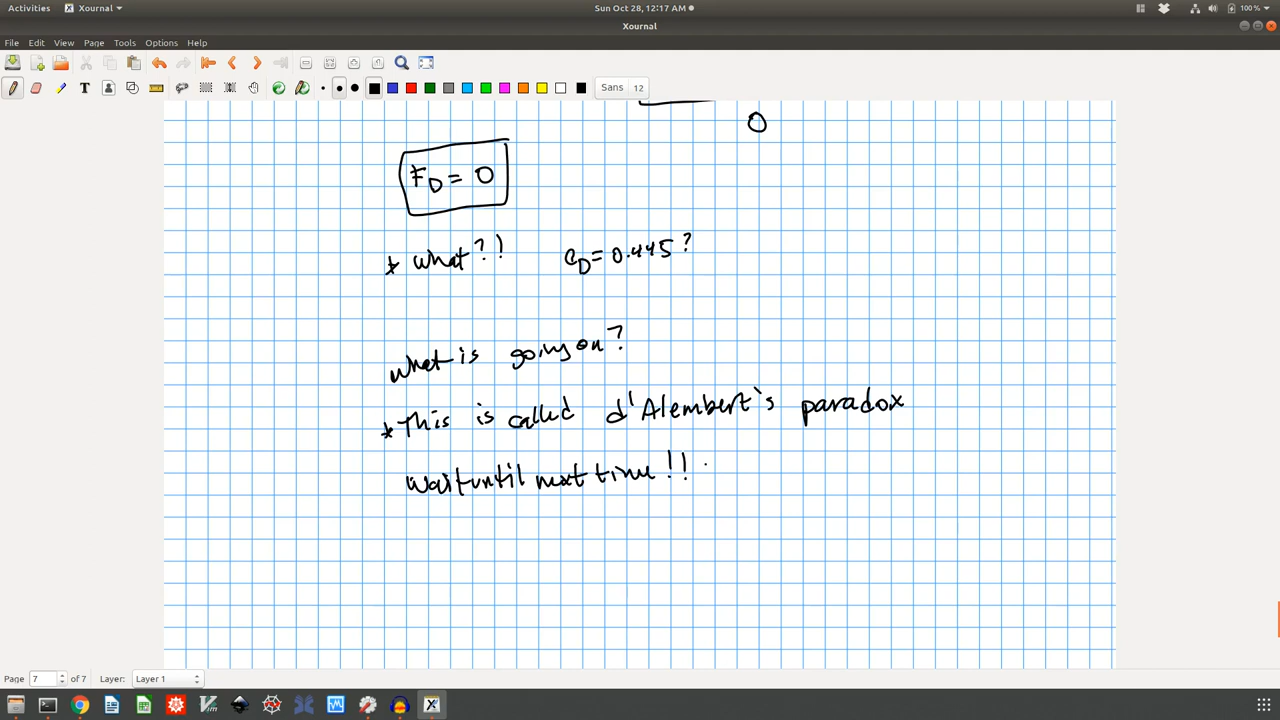 Activities Xournal Sun Oct 28, 12:17 AM 100 %
Xournal
File Edit View Page Tools Options Help
Sans 12
0
F_D = 0
* what?! C_D = 0.445?
what is going on?
* This is called d'Alembert's paradox
wait until next time!!
Page 7 of 7 Layer: Layer 1